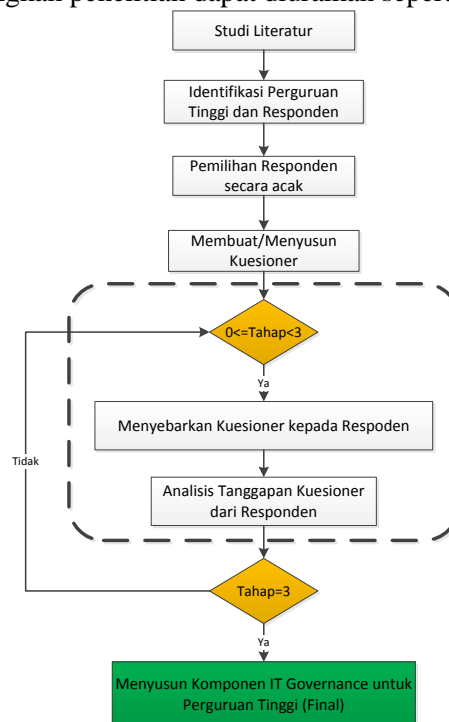 Studi Literatur
Identifikasi Perguruan
Tinggi dan Responden
Pemilihan Responden
secara acak
Membuat/Menyusun
Kuesioner
0<=Tahap<3
Ya
Menyebarkan Kuesioner kepada Respoden
Tidak
Analisis Tanggapan Kuesioner
dari Responden
Tahap=3
Ya
Menyusun Komponen IT Governance untuk
Perguruan Tinggi (Final)